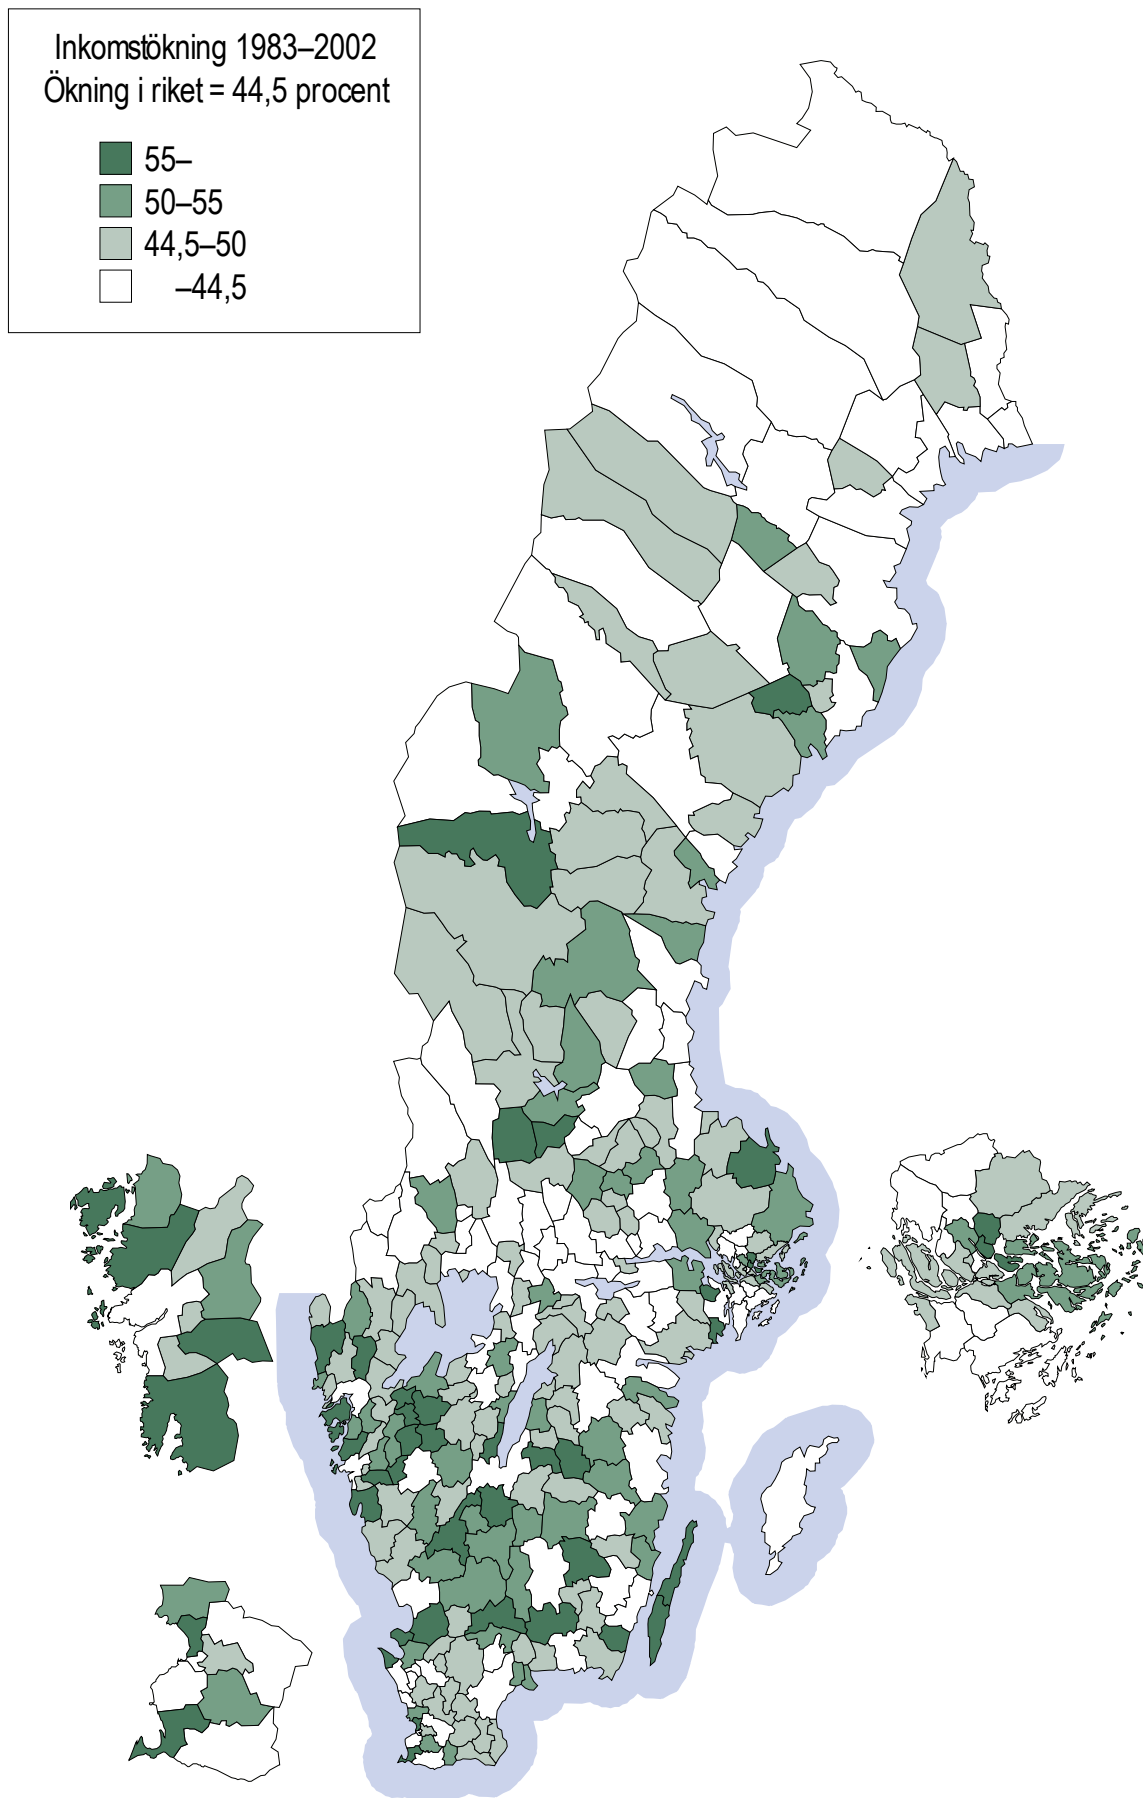 Inkomstökning 1983–2002
Ökning i riket = 44,5 procent
55–
50–55
44,5–50
–44,5